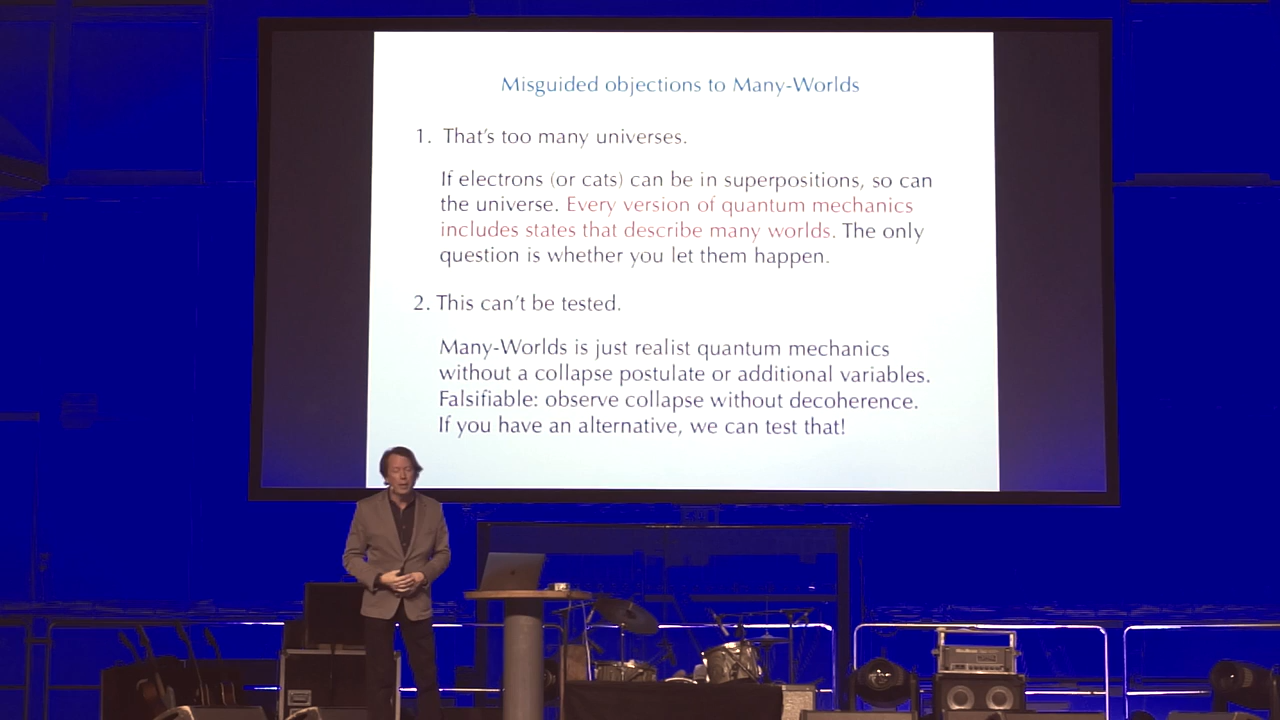 Misguided objections to Many-Worlds
1. That's too many universes.
If electrons (or cats) can be in superpositions, so can
the universe. Every version of quantum mechanics
includes states that describe many worlds. The only
question is whether you let them happen.
2. This can't be tested.
Many-Worlds is just realist quantum mechanics
without a collapse postulate or additional variables.
Falsifiable: observe collapse without decoherence.
If you have an alternative, we can test that!